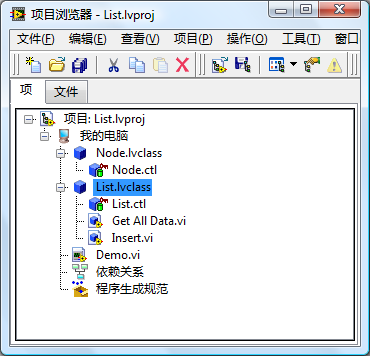 项目浏览器 - List.lvproj
文件(F) 编辑(E) 查看(V) 项目(P) 操作(O) 工具(T) 窗口
项 文件
项目: List.lvproj
我的电脑
Node.lvclass
Node.ctl
List.lvclass
List.ctl
Get All Data.vi
Insert.vi
Demo.vi
依赖关系
程序生成规范